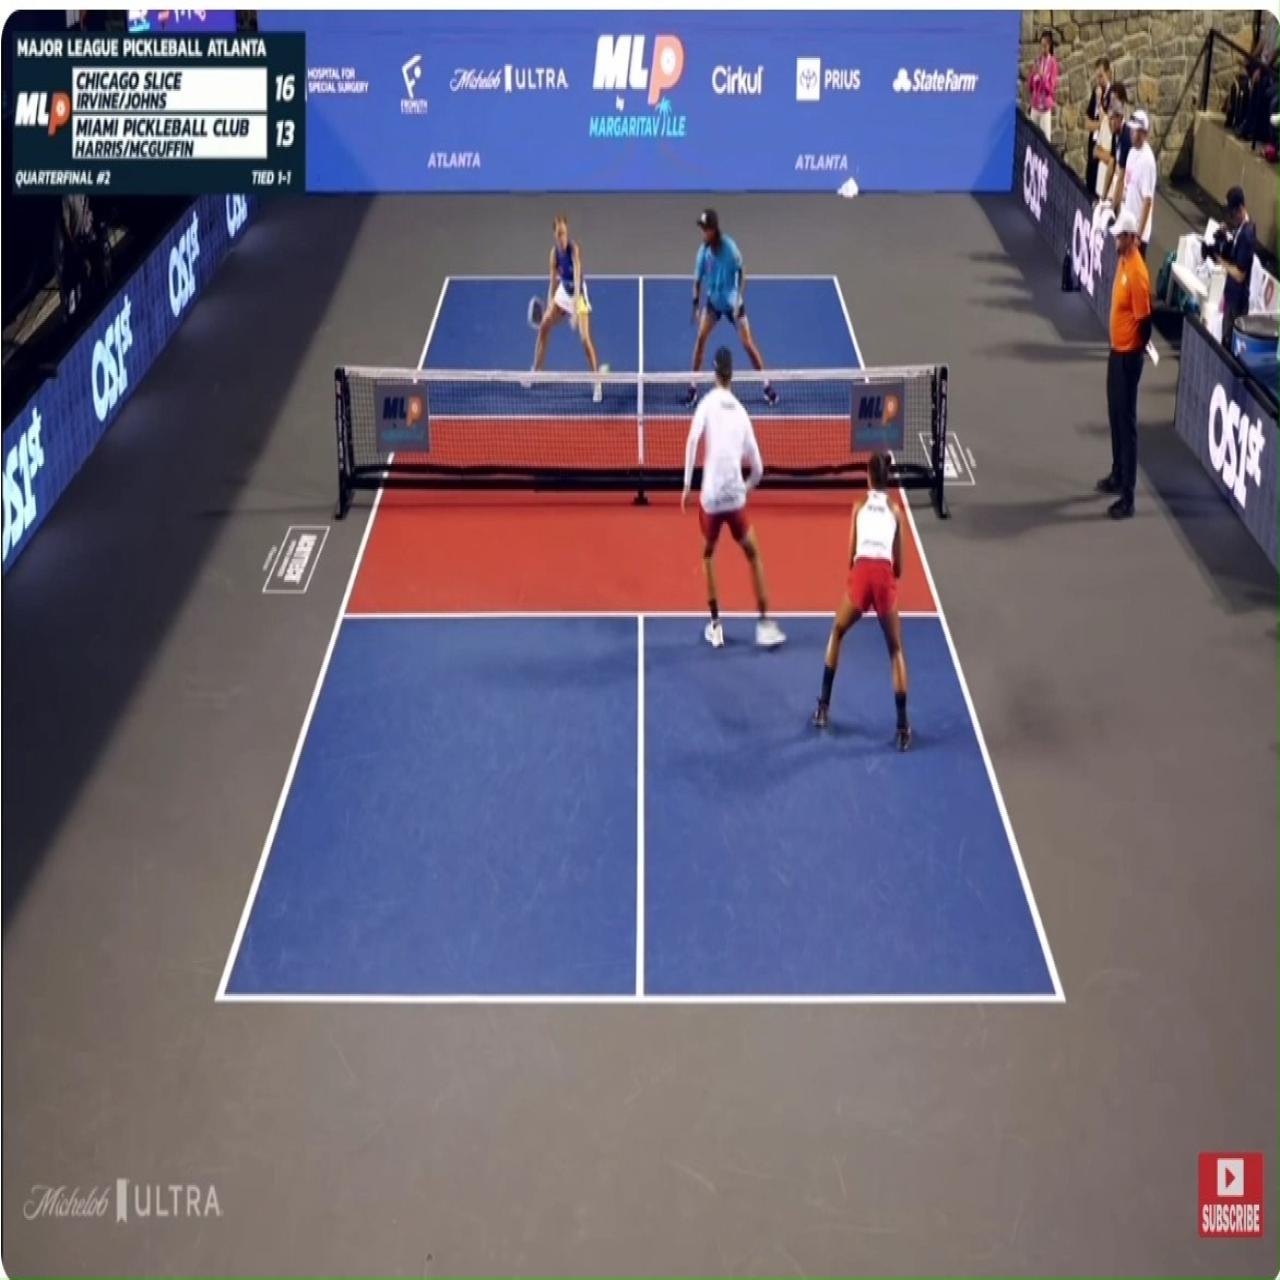 MAJOR LEAGUE PICKLEBALL ATLANTA
MLP
CHICAGO SLICE 16
IRVINE/JOHNS
MIAMI PICKLEBALL CLUB 13
HARRIS/MCGUFFIN
QUARTERFINAL #2 TIED 1-1
HOSPITAL FOR
SPECIAL SURGERY
Michelob ULTRA
MLP
by
MARGARITAVILLE
Cirkul
PRIUS
StateFarm
ATLANTA
ATLANTA
OS1st
OS1st
OS1st
OS1st
OS1st
OS1st
OS1st
MLP
MLP
Michelob ULTRA
SUBSCRIBE